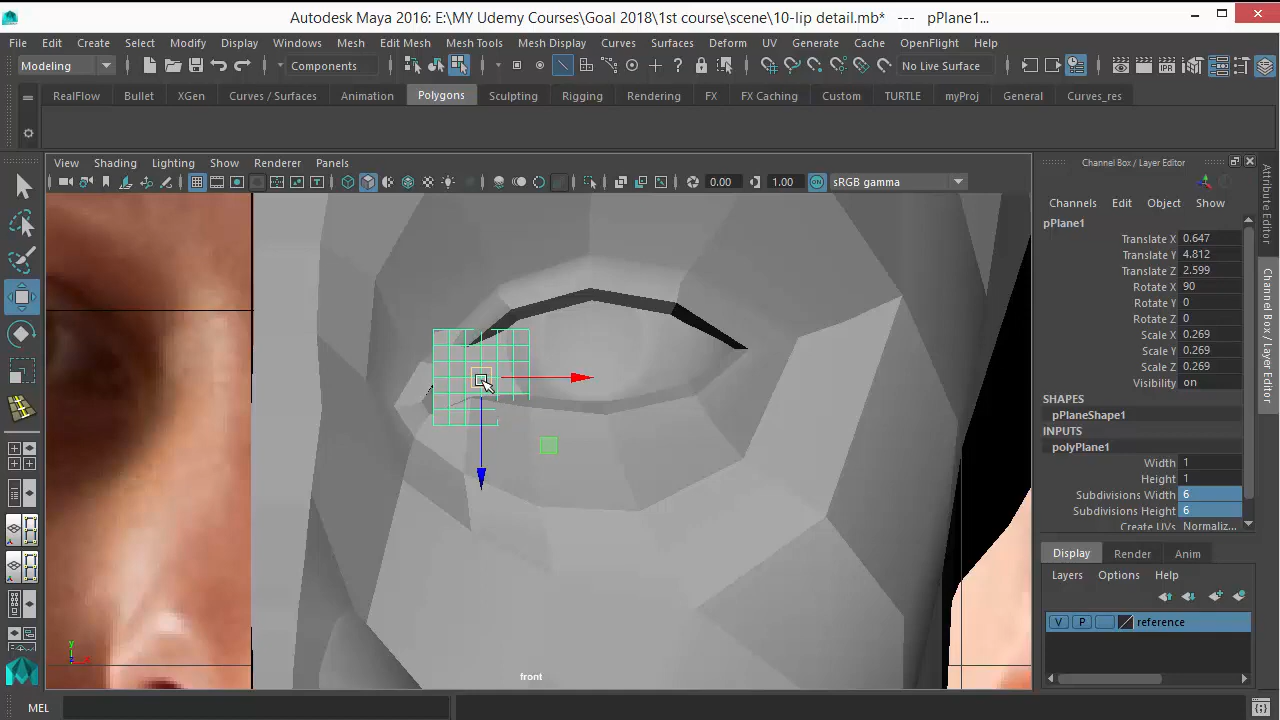 Autodesk Maya 2016: E:\MY Udemy Courses\Goal 2018\1st course\scene\10-lip detail.mb* --- pPlane1...
File Edit Create Select Modify Display Windows Mesh Edit Mesh Mesh Tools Mesh Display Curves Surfaces Deform UV Generate Cache OpenFlight Help
Modeling Components No Live Surface
RealFlow Bullet XGen Curves / Surfaces Animation Polygons Sculpting Rigging Rendering FX FX Caching Custom TURTLE myProj General Curves_res
View Shading Lighting Show Renderer Panels
0.00 1.00 sRGB gamma
Channel Box / Layer Editor
Channels Edit Object Show
pPlane1
Translate X 0.647
Translate Y 4.812
Translate Z 2.599
Rotate X 90
Rotate Y 0
Rotate Z 0
Scale X 0.269
Scale Y 0.269
Scale Z 0.269
Visibility on
SHAPES
pPlaneShape1
INPUTS
polyPlane1
Width 1
Height 1
Subdivisions Width 6
Subdivisions Height 6
Create UVs Normaliz...
Display Render Anim
Layers Options Help
V P reference
Attribute Editor
Channel Box / Layer Editor
y
front
MEL